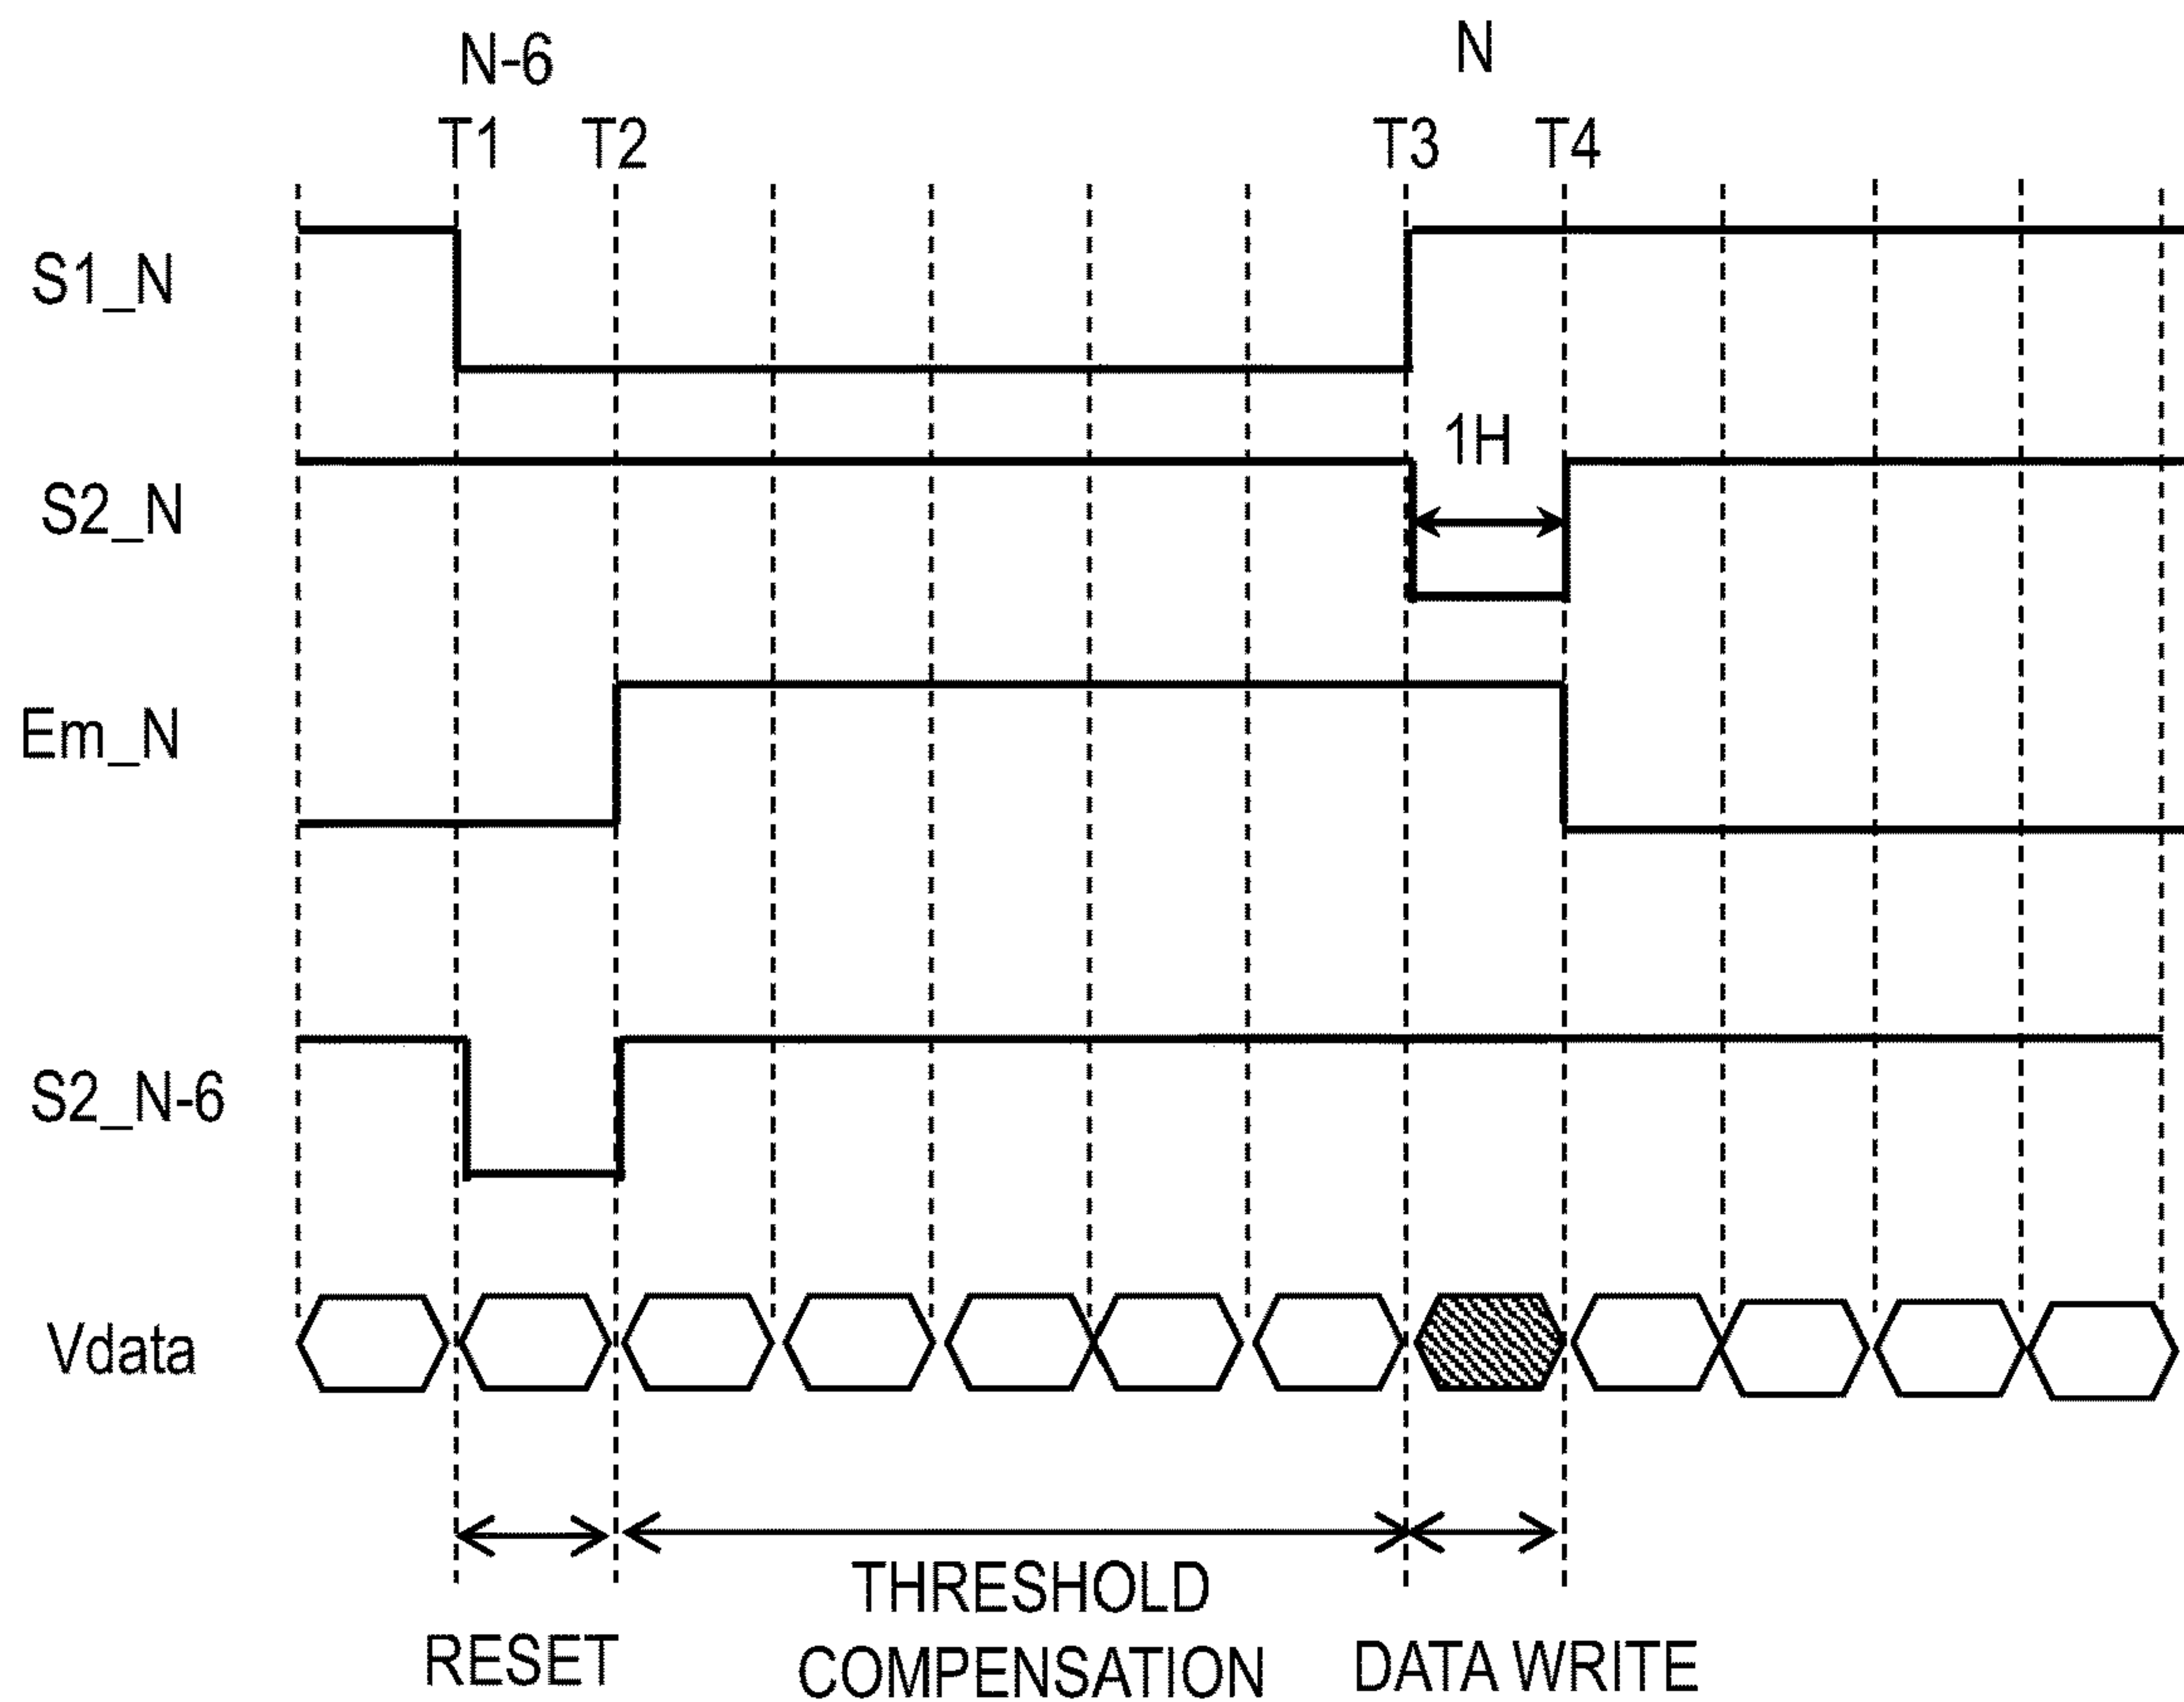 N-6 N
T1 T2 T3 T4
S1_N
1H
S2_N
Em_N
S2_N-6
Vdata
THRESHOLD
RESET COMPENSATION DATA WRITE